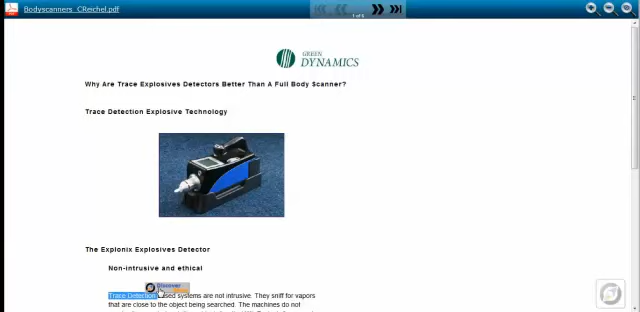 Bodyscanners_CReichel.pdf
1 of 6
GREEN
DYNAMICS
Why Are Trace Explosives Detectors Better Than A Full Body Scanner?
Trace Detection Explosive Technology
The Explonix Explosives Detector
Non-intrusive and ethical
Discover
Trace Detection based systems are not intrusive. They sniff for vapors
that are close to the object being searched. The machines do not